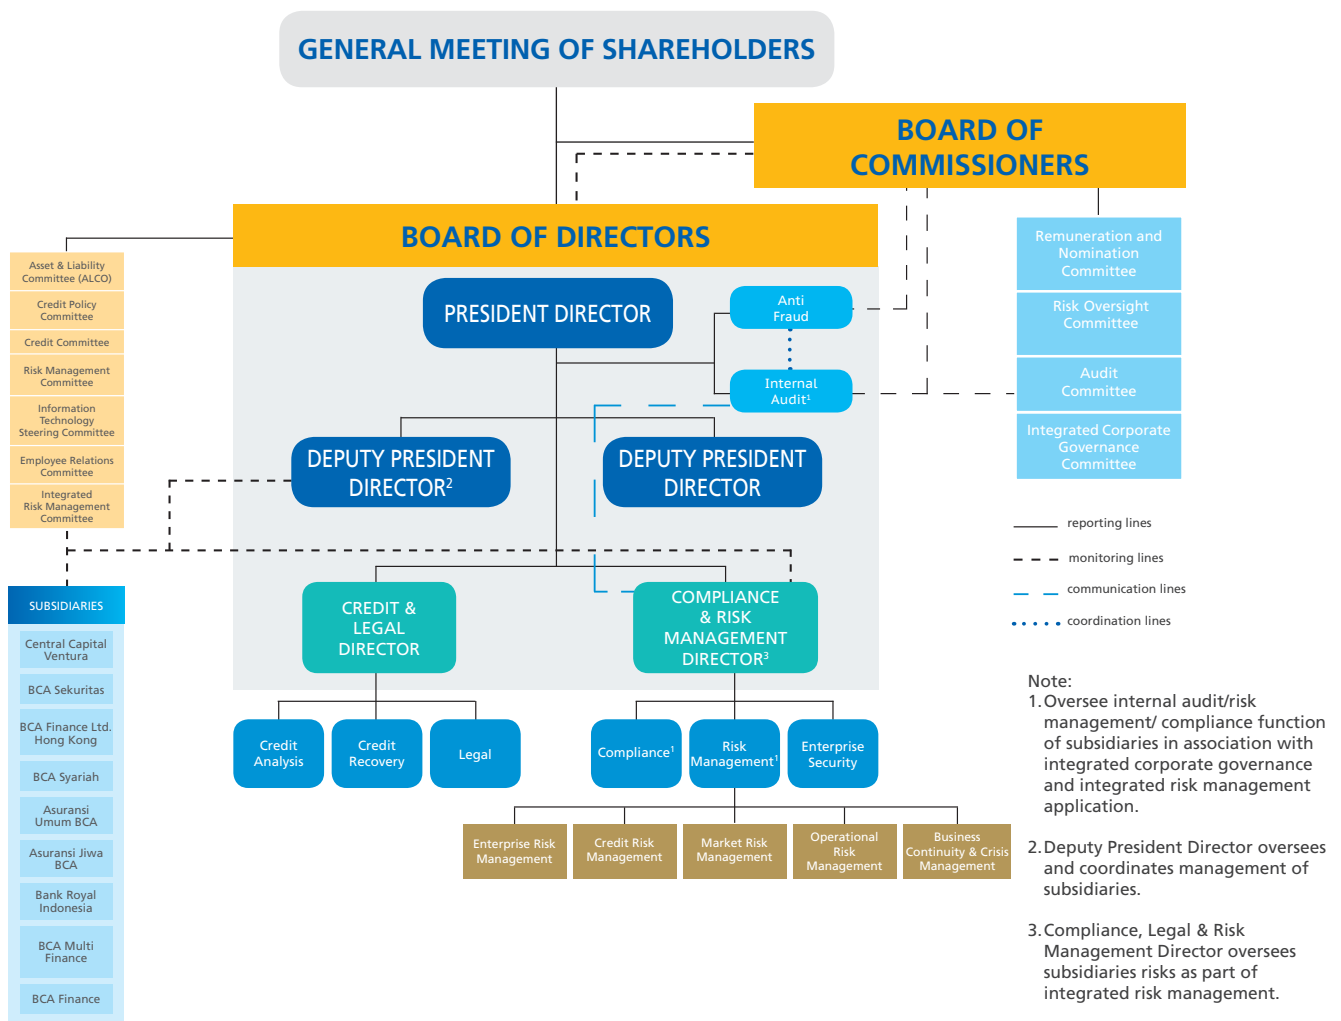 GENERAL MEETING OF SHAREHOLDERS
BOARD OF
COMMISSIONERS
BOARD OF DIRECTORS
Remuneration and
Nomination
Committee
Risk Oversight
Committee
Audit
Committee
Integrated Corporate
Governance
Committee
Asset & Liability
Committee (ALCO)
Credit Policy
Committee
Credit Committee
Risk Management
Committee
Information
Technology
Steering Committee
Employee Relations
Committee
Integrated
Risk Management
Committee
PRESIDENT DIRECTOR
Anti
Fraud
Internal
Audit¹
DEPUTY PRESIDENT
DIRECTOR²
DEPUTY PRESIDENT
DIRECTOR
reporting lines
monitoring lines
communication lines
coordination lines
CREDIT &
LEGAL
DIRECTOR
COMPLIANCE
& RISK
MANAGEMENT
DIRECTOR³
SUBSIDIARIES
Central Capital
Ventura
BCA Sekuritas
BCA Finance Ltd.
Hong Kong
BCA Syariah
Asuransi
Umum BCA
Asuransi Jiwa
BCA
Bank Royal
Indonesia
BCA Multi
Finance
BCA Finance
Credit
Analysis
Credit
Recovery
Legal
Compliance¹
Risk
Management¹
Enterprise
Security
Enterprise Risk
Management
Credit Risk
Management
Market Risk
Management
Operational
Risk
Management
Business
Continuity & Crisis
Management
Note:
1. Oversee internal audit/risk
management/ compliance function
of subsidiaries in association with
integrated corporate governance
and integrated risk management
application.
2. Deputy President Director oversees
and coordinates management of
subsidiaries.
3. Compliance, Legal & Risk
Management Director oversees
subsidiaries risks as part of
integrated risk management.